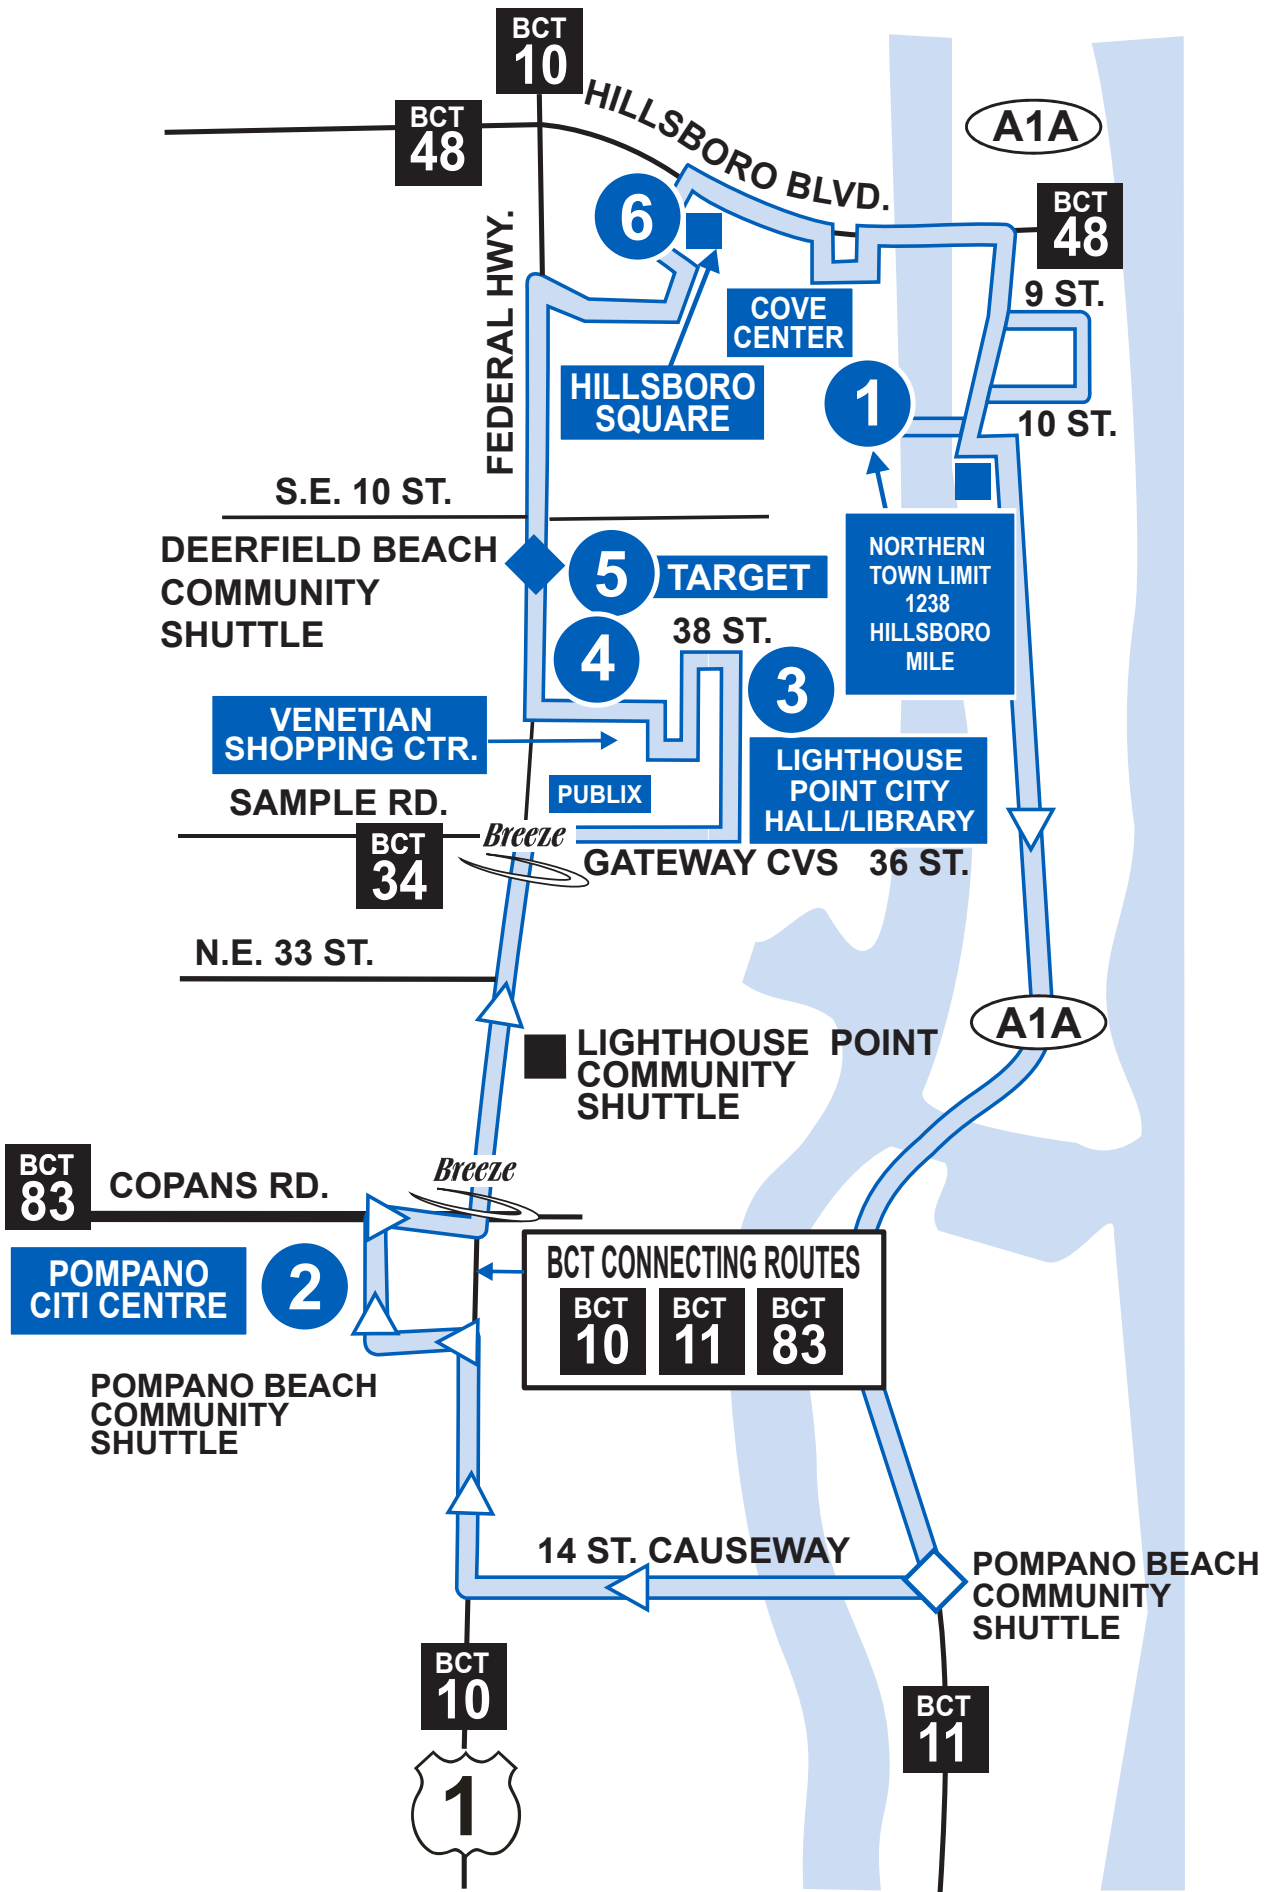 BCT
10
HILLSBORO BLVD.
A1A
BCT
48
BCT
48
6
FEDERAL HWY.
9 ST.
COVE
CENTER
HILLSBORO
SQUARE
1
10 ST.
S.E. 10 ST.
DEERFIELD BEACH
COMMUNITY
SHUTTLE
5
TARGET
NORTHERN
TOWN LIMIT
1238
HILLSBORO
MILE
4
38 ST.
3
VENETIAN
SHOPPING CTR.
LIGHTHOUSE
POINT CITY
HALL/LIBRARY
PUBLIX
SAMPLE RD.
BCT
34
Breeze
GATEWAY CVS 36 ST.
N.E. 33 ST.
A1A
LIGHTHOUSE POINT
COMMUNITY
SHUTTLE
BCT
83
COPANS RD.
Breeze
POMPANO
CITI CENTRE
2
BCT CONNECTING ROUTES
BCT
10
BCT
11
BCT
83
POMPANO BEACH
COMMUNITY
SHUTTLE
14 ST. CAUSEWAY
POMPANO BEACH
COMMUNITY
SHUTTLE
BCT
10
BCT
11
1